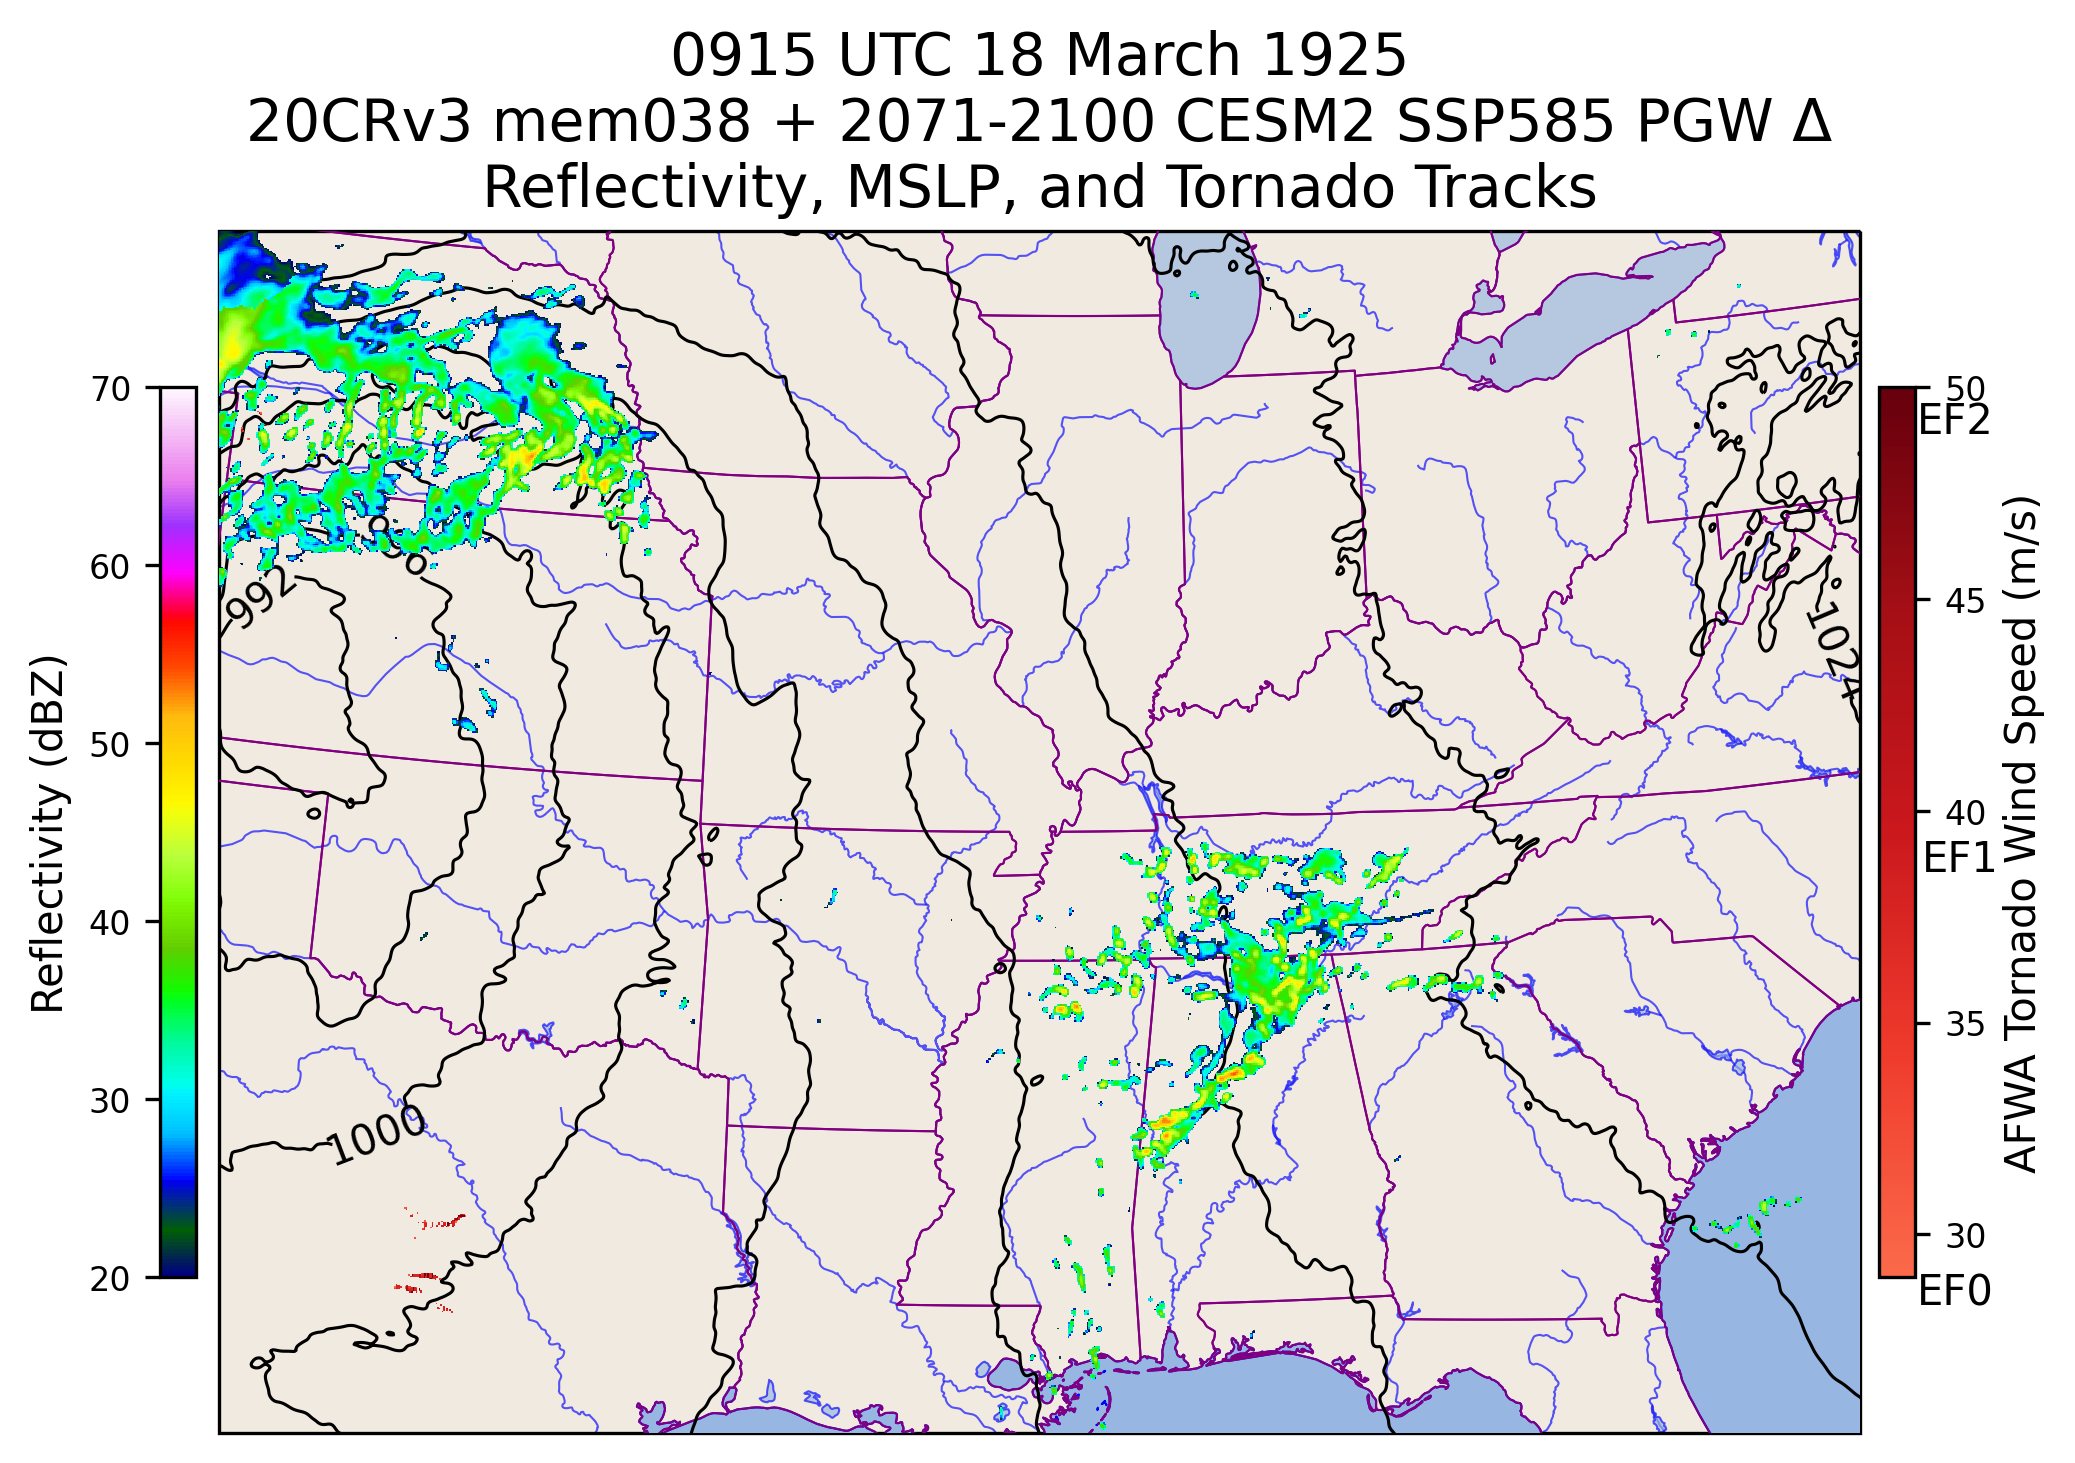 0915 UTC 18 March 1925
20CRv3 mem038 + 2071-2100 CESM2 SSP585 PGW Δ
Reflectivity, MSLP, and Tornado Tracks
70
60
50
40
30
20
Reflectivity (dBZ)
992
1000
1024
50
EF2
45
40
EF1
35
30
EF0
AFWA Tornado Wind Speed (m/s)